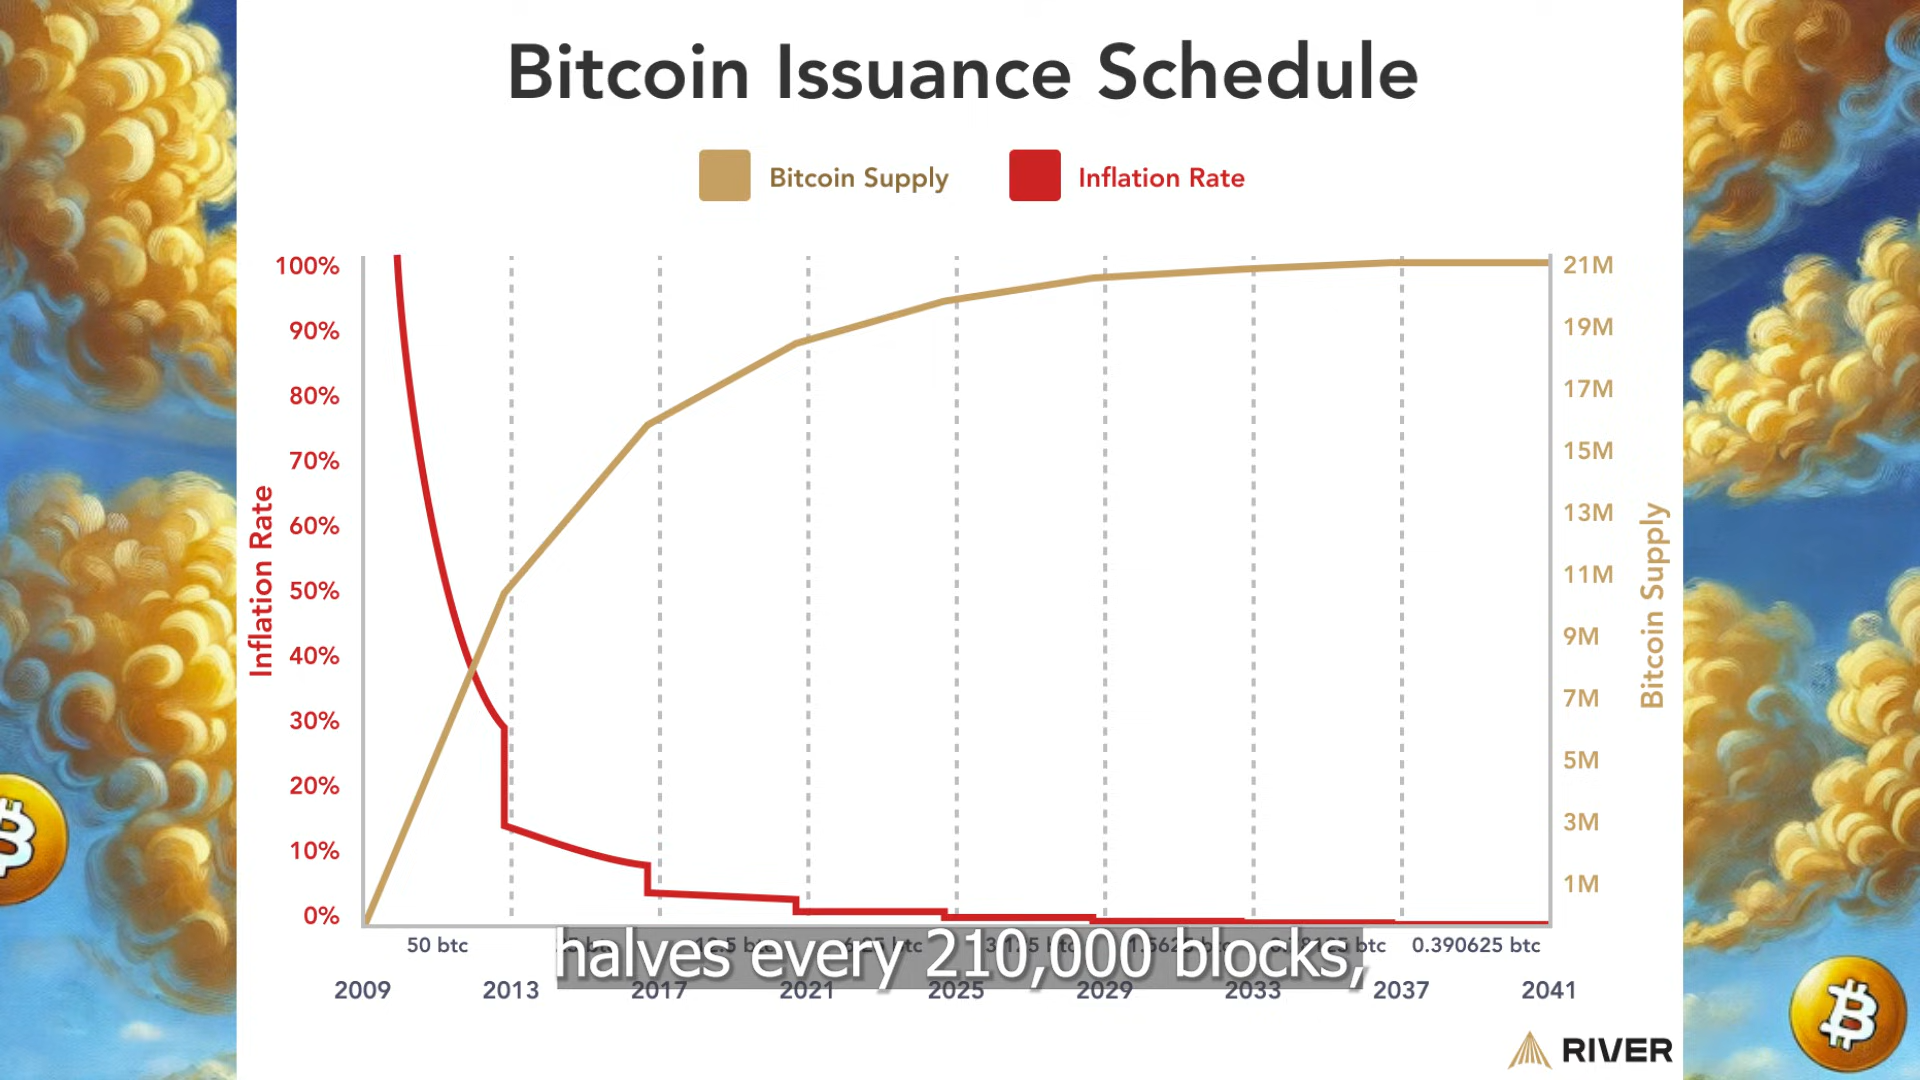 Bitcoin Issuance Schedule
Bitcoin Supply
Inflation Rate
100%
90%
80%
70%
60%
50%
40%
30%
20%
10%
0%
Inflation Rate
21M
19M
17M
15M
13M
11M
9M
7M
5M
3M
1M
Bitcoin Supply
50 btc
btc
0.390625 btc
halves every 210,000 blocks,
2009 2013 2017 2021 2025 2029 2033 2037 2041
RIVER